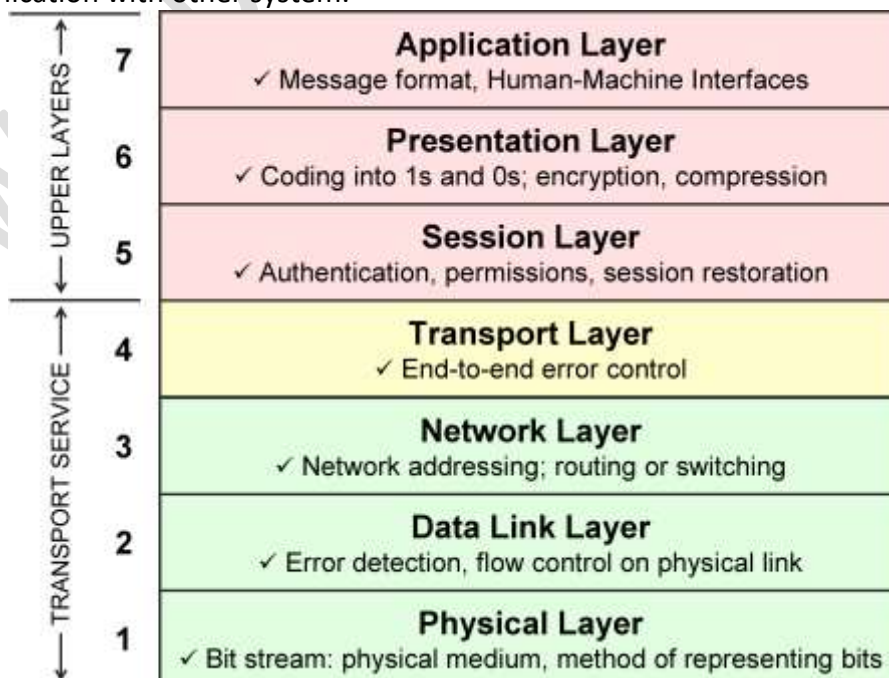 lication with other system.
7
Application Layer
✓ Message format, Human-Machine Interfaces
6
Presentation Layer
✓ Coding into 1s and 0s; encryption, compression
5
Session Layer
✓ Authentication, permissions, session restoration
UPPER LAYERS
4
Transport Layer
✓ End-to-end error control
3
Network Layer
✓ Network addressing; routing or switching
2
Data Link Layer
✓ Error detection, flow control on physical link
1
Physical Layer
✓ Bit stream: physical medium, method of representing bits
TRANSPORT SERVICE